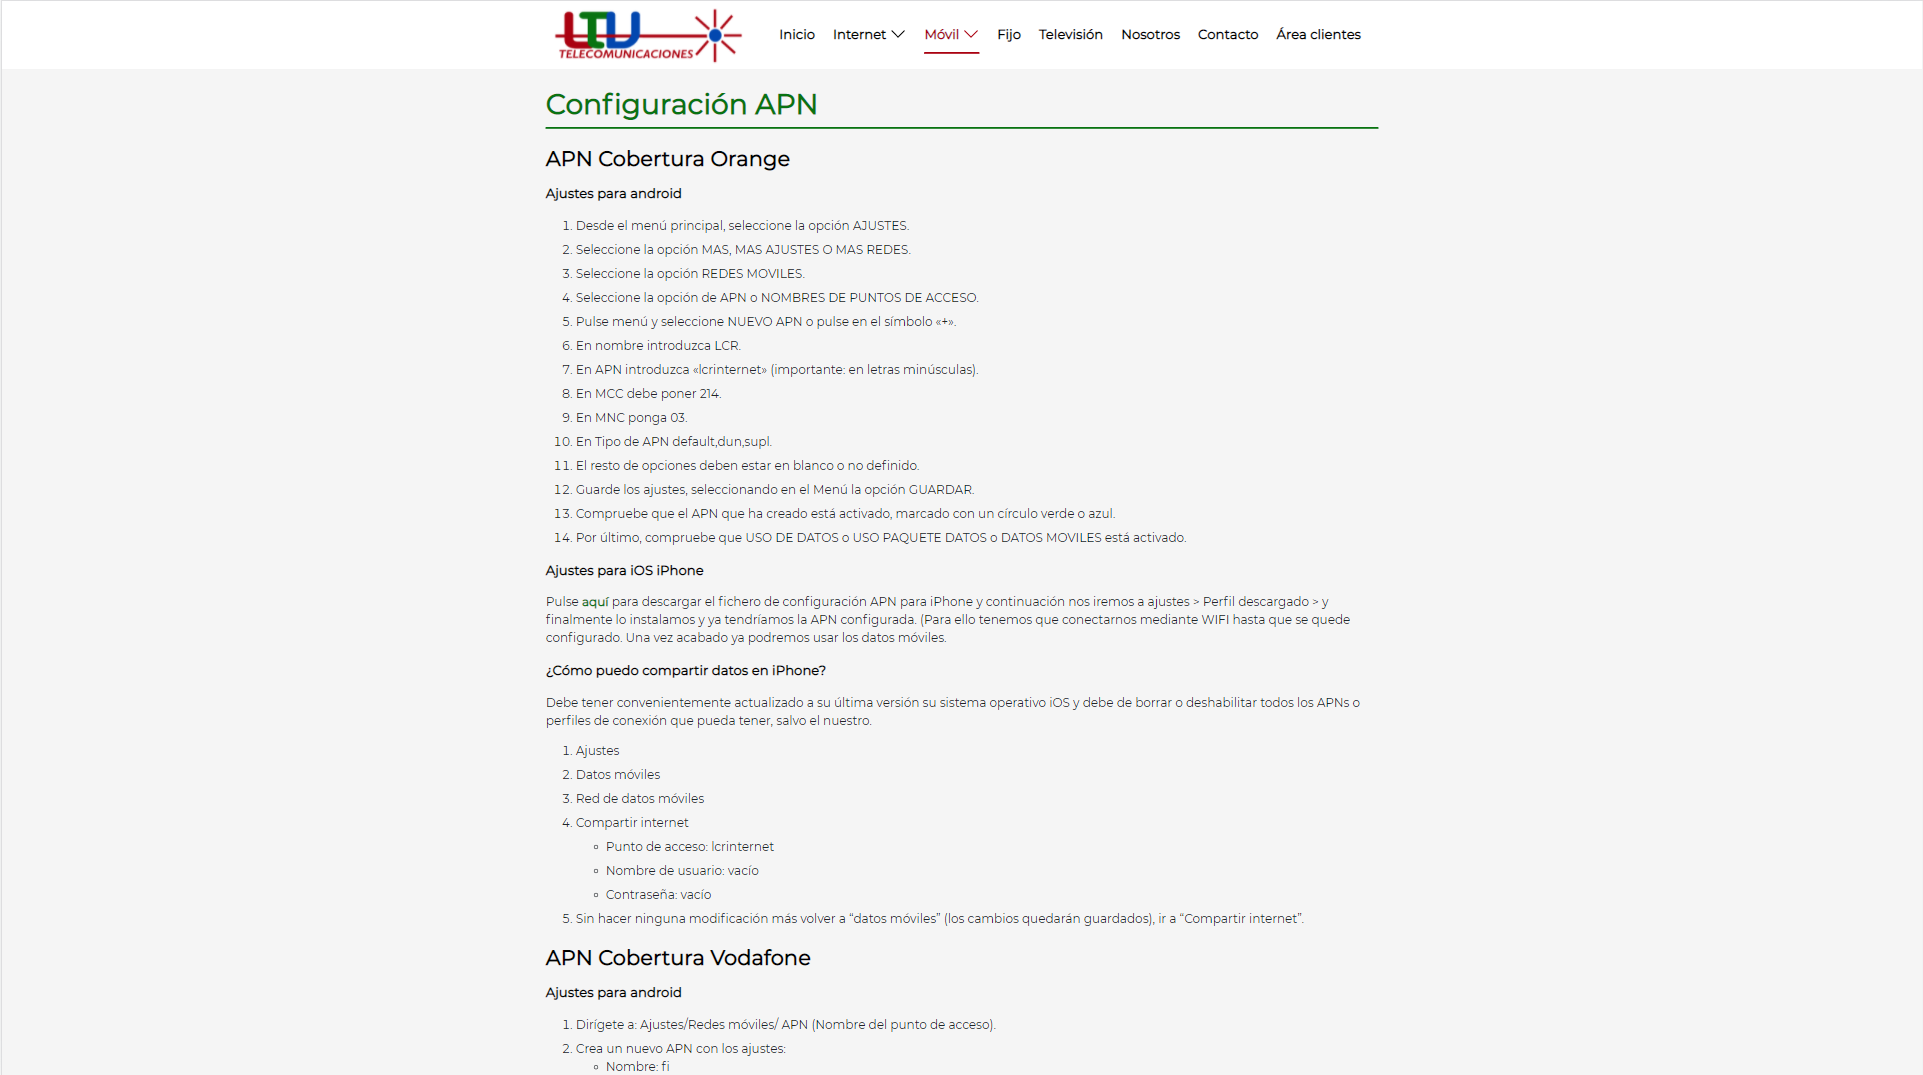 LTV
TELECOMUNICACIONES
Inicio Internet Móvil Fijo Televisión Nosotros Contacto Área clientes
Configuración APN
APN Cobertura Orange
Ajustes para android
1. Desde el menú principal, seleccione la opción AJUSTES.
2. Seleccione la opción MAS, MAS AJUSTES O MAS REDES.
3. Seleccione la opción REDES MOVILES.
4. Seleccione la opción de APN o NOMBRES DE PUNTOS DE ACCESO.
5. Pulse menú y seleccione NUEVO APN o pulse en el símbolo «+».
6. En nombre introduzca LCR.
7. En APN introduzca «lcrinternet» (importante: en letras minúsculas).
8. En MCC debe poner 214.
9. En MNC ponga 03.
10. En Tipo de APN default,dun,supl.
11. El resto de opciones deben estar en blanco o no definido.
12. Guarde los ajustes, seleccionando en el Menú la opción GUARDAR.
13. Compruebe que el APN que ha creado está activado, marcado con un círculo verde o azul.
14. Por último, compruebe que USO DE DATOS o USO PAQUETE DATOS o DATOS MOVILES está activado.
Ajustes para iOS iPhone
Pulse aquí para descargar el fichero de configuración APN para iPhone y continuación nos iremos a ajustes > Perfil descargado > y
finalmente lo instalamos y ya tendríamos la APN configurada. (Para ello tenemos que conectarnos mediante WIFI hasta que se quede
configurado. Una vez acabado ya podremos usar los datos móviles.
¿Cómo puedo compartir datos en iPhone?
Debe tener convenientemente actualizado a su última versión su sistema operativo iOS y debe de borrar o deshabilitar todos los APNs o
perfiles de conexión que pueda tener, salvo el nuestro.
1. Ajustes
2. Datos móviles
3. Red de datos móviles
4. Compartir internet
Punto de acceso: lcrinternet
Nombre de usuario: vacío
Contraseña: vacío
5. Sin hacer ninguna modificación más volver a “datos móviles” (los cambios quedarán guardados), ir a “Compartir internet”.
APN Cobertura Vodafone
Ajustes para android
1. Dirígete a: Ajustes/Redes móviles/ APN (Nombre del punto de acceso).
2. Crea un nuevo APN con los ajustes:
Nombre: fi